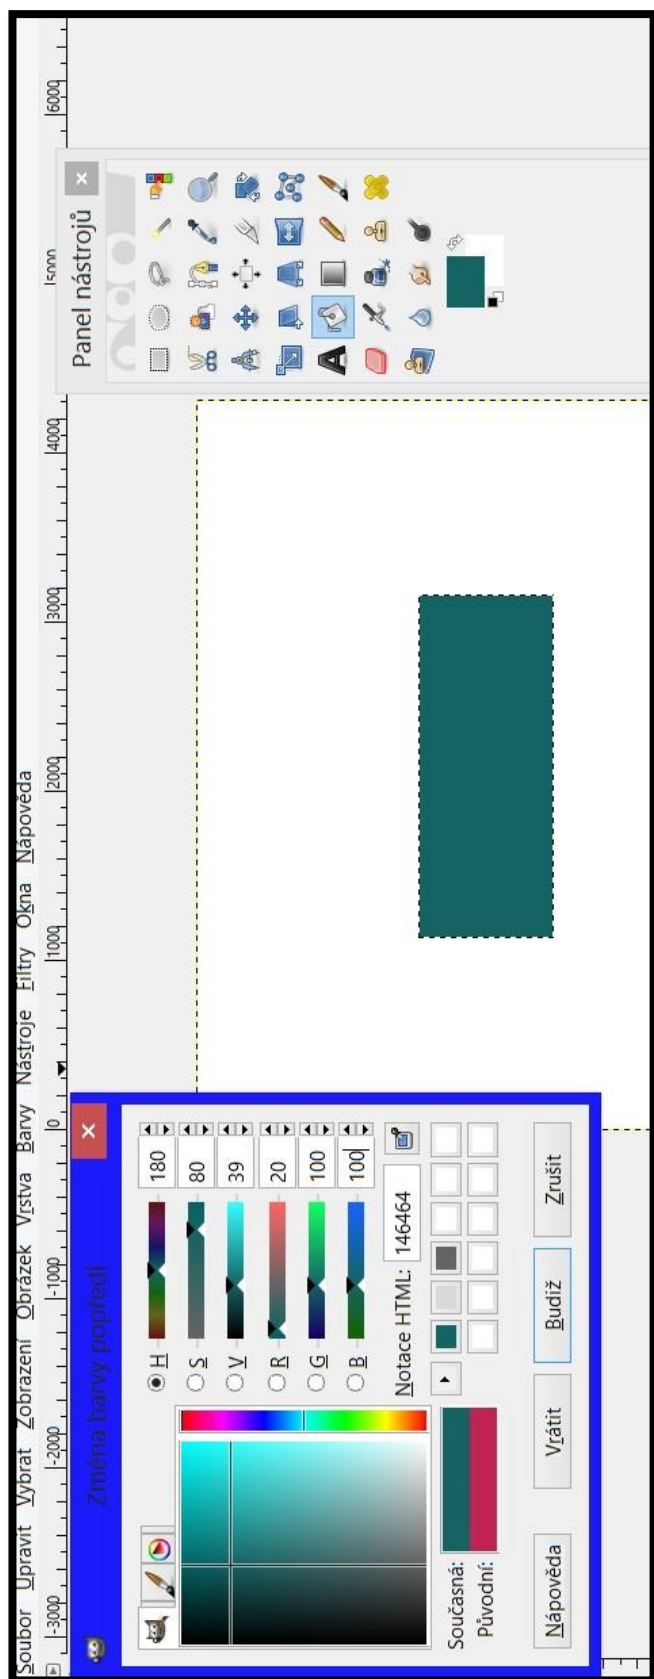 Soubor Upravit Vybrat Zobrazení Obrázek Vrstva Barvy Nástroje Filtry Okna Nápověda
-3000 -2000 -1000 0 1000 2000 3000 4000 5000 6000
Změna barvy popředí
H 180
S 80
V 39
R 20
G 100
B 100
Notace HTML: 146464
Současná:
Původní:
Nápověda Vrátit Budiž Zrušit
Panel nástrojů